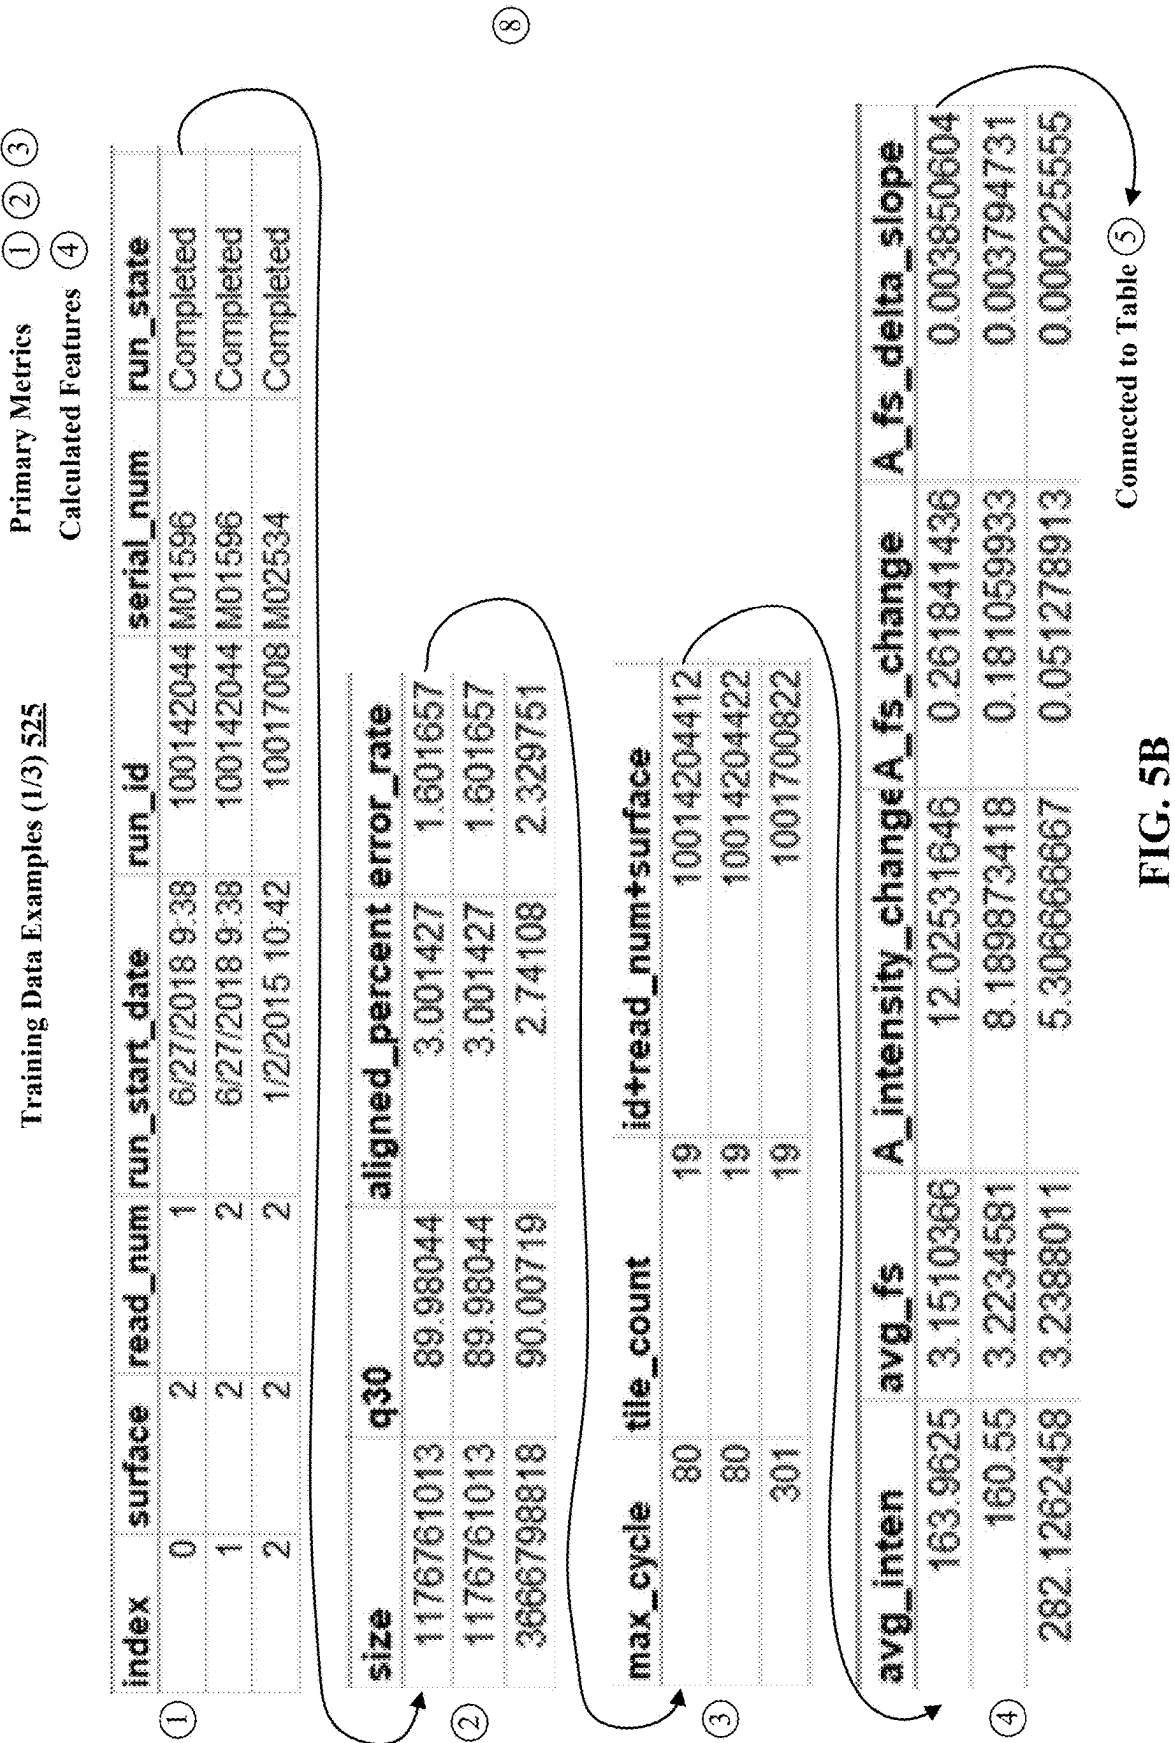 Training Data Examples (1/3) 525
Primary Metrics ① ② ③
Calculated Features ④
①
index surface read_num run_start_date run_id serial_num run_state
0 2 1 6/27/2018 9:38 100142044 M01596 Completed
1 2 2 6/27/2018 9:38 100142044 M01596 Completed
2 2 2 1/2/2015 10:42 10017008 M02534 Completed
②
size q30 aligned_percent error_rate
1176761013 89.98044 3.001427 1.601657
1176761013 89.98044 3.001427 1.601657
3666798818 90.00719 2.74108 2.329751
⑧
③
max_cycle tile_count id+read_num+surface
80 19 10014204412
80 19 10014204422
301 19 1001700822
④
avg_inten avg_fs A_intensity_change A_fs_change A_fs_delta_slope
163.9625 3.1510366 12.02531646 0.261841436 0.003850604
160.55 3.2234581 8.189873418 0.181059933 0.003794731
282.1262458 3.2388011 5.306666667 0.051278913 0.000225555
Connected to Table ⑤
FIG. 5B